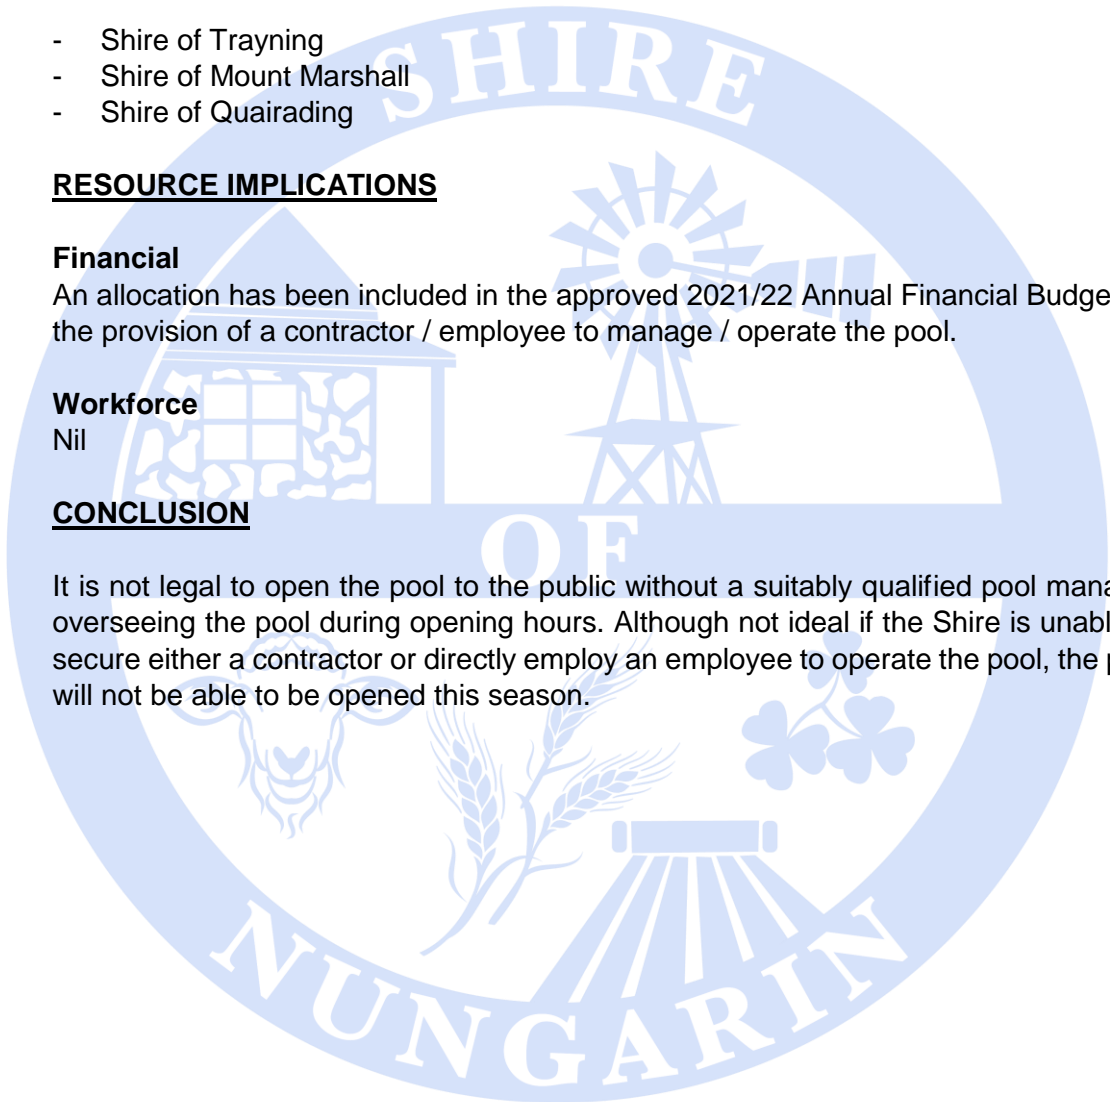 - Shire of Trayning
- Shire of Mount Marshall
- Shire of Quairading
RESOURCE IMPLICATIONS
Financial
An allocation has been included in the approved 2021/22 Annual Financial
the provision of a contractor / employee to manage / operate the pool.
Workforce
Nil
CONCLUSION
It is not legal to open the pool to the public without a suitably qualified pool
overseeing the pool during opening hours. Although not ideal if the Shire is
secure either a contractor or directly employ an employee to operate the pool, the
will not be able to be opened this season.
SHIRE
OF
NUNGARIN